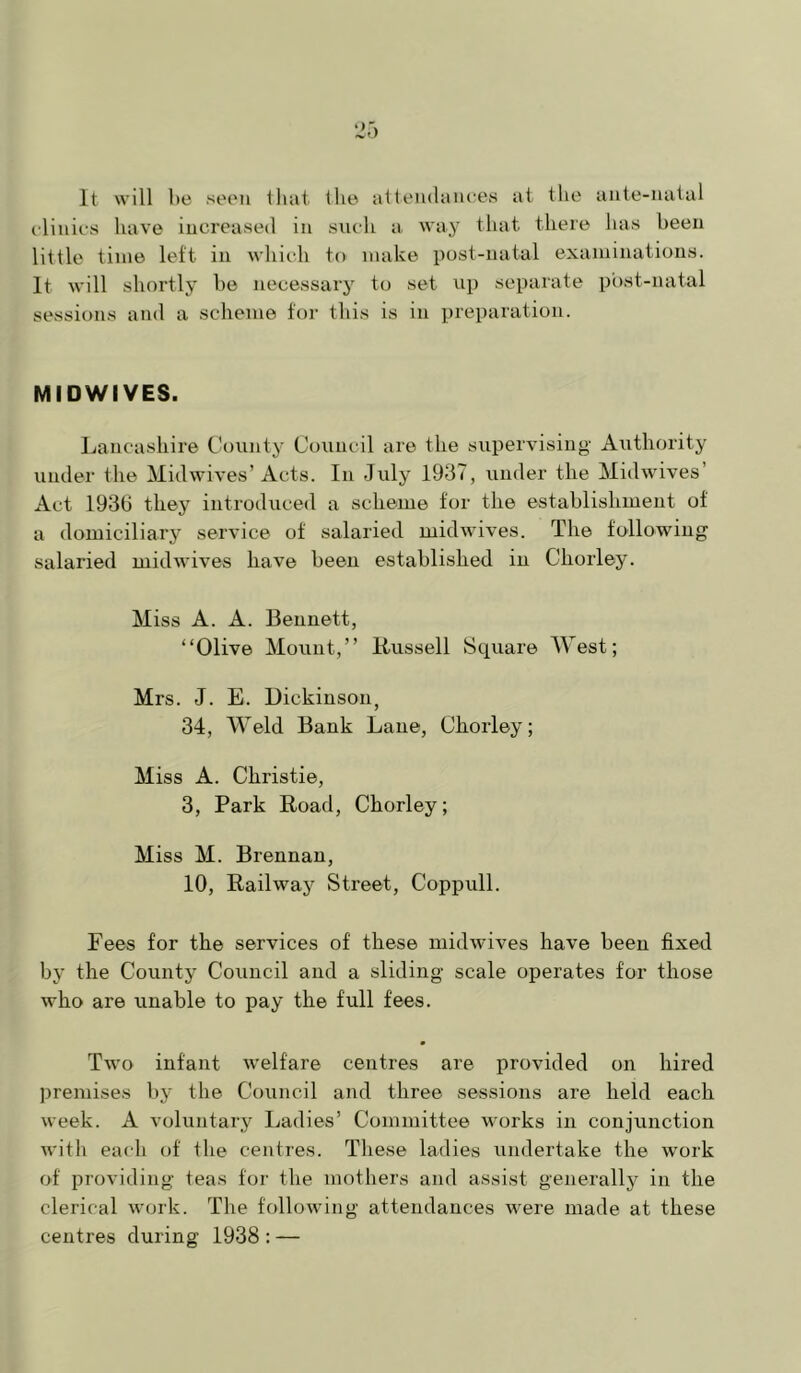 25
It will be seen that the attendances at the ante-natal
clinics have increased in such a way that there has been
little time left in which to make post-natal examinations.
It will shortly be necessary to set up separate post-natal
sessions and a scheme for this is in preparation.
MIDWIVES.
Lancashire County Council are the supervising Authority
under the Midwives' Acts. In July 1937, under the Midwives'
Act 1936 they introduced a scheme for the establishment of
a domiciliary service of salaried midwives. The following
salaried midwives have been established in Chorley.
Miss A. A. Bennett,
"Olive Mount," Russell Square West;
Mrs. J. E. Dickinson,
34, Weld Bank Lane, Chorley;
Miss A. Christie,
3, Park Road, Chorley;
Miss M. Brennan,
10, Railway Street, Coppull.
Fees for the services of these midwives have been fixed
by the County Council and a sliding scale operates for those
who are unable to pay the full fees.
Two infant welfare centres are provided on hired
premises by the Council and three sessions are held each
week. A voluntary Ladies' Committee works in conjunction
with each of the centres. These ladies undertake the work
of providing teas for the mothers and assist generally in the
clerical work. The following attendances were made at these
centres during 1938:—